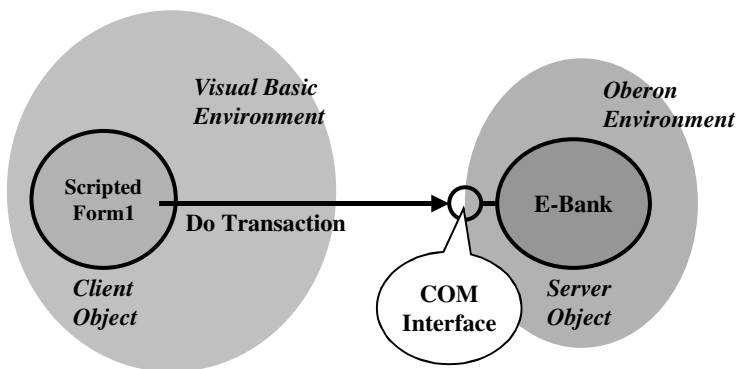 Visual Basic
Environment
Oberon
Environment
Scripted
Form1
Do Transaction
E-Bank
Client
Object
COM
Interface
Server
Object